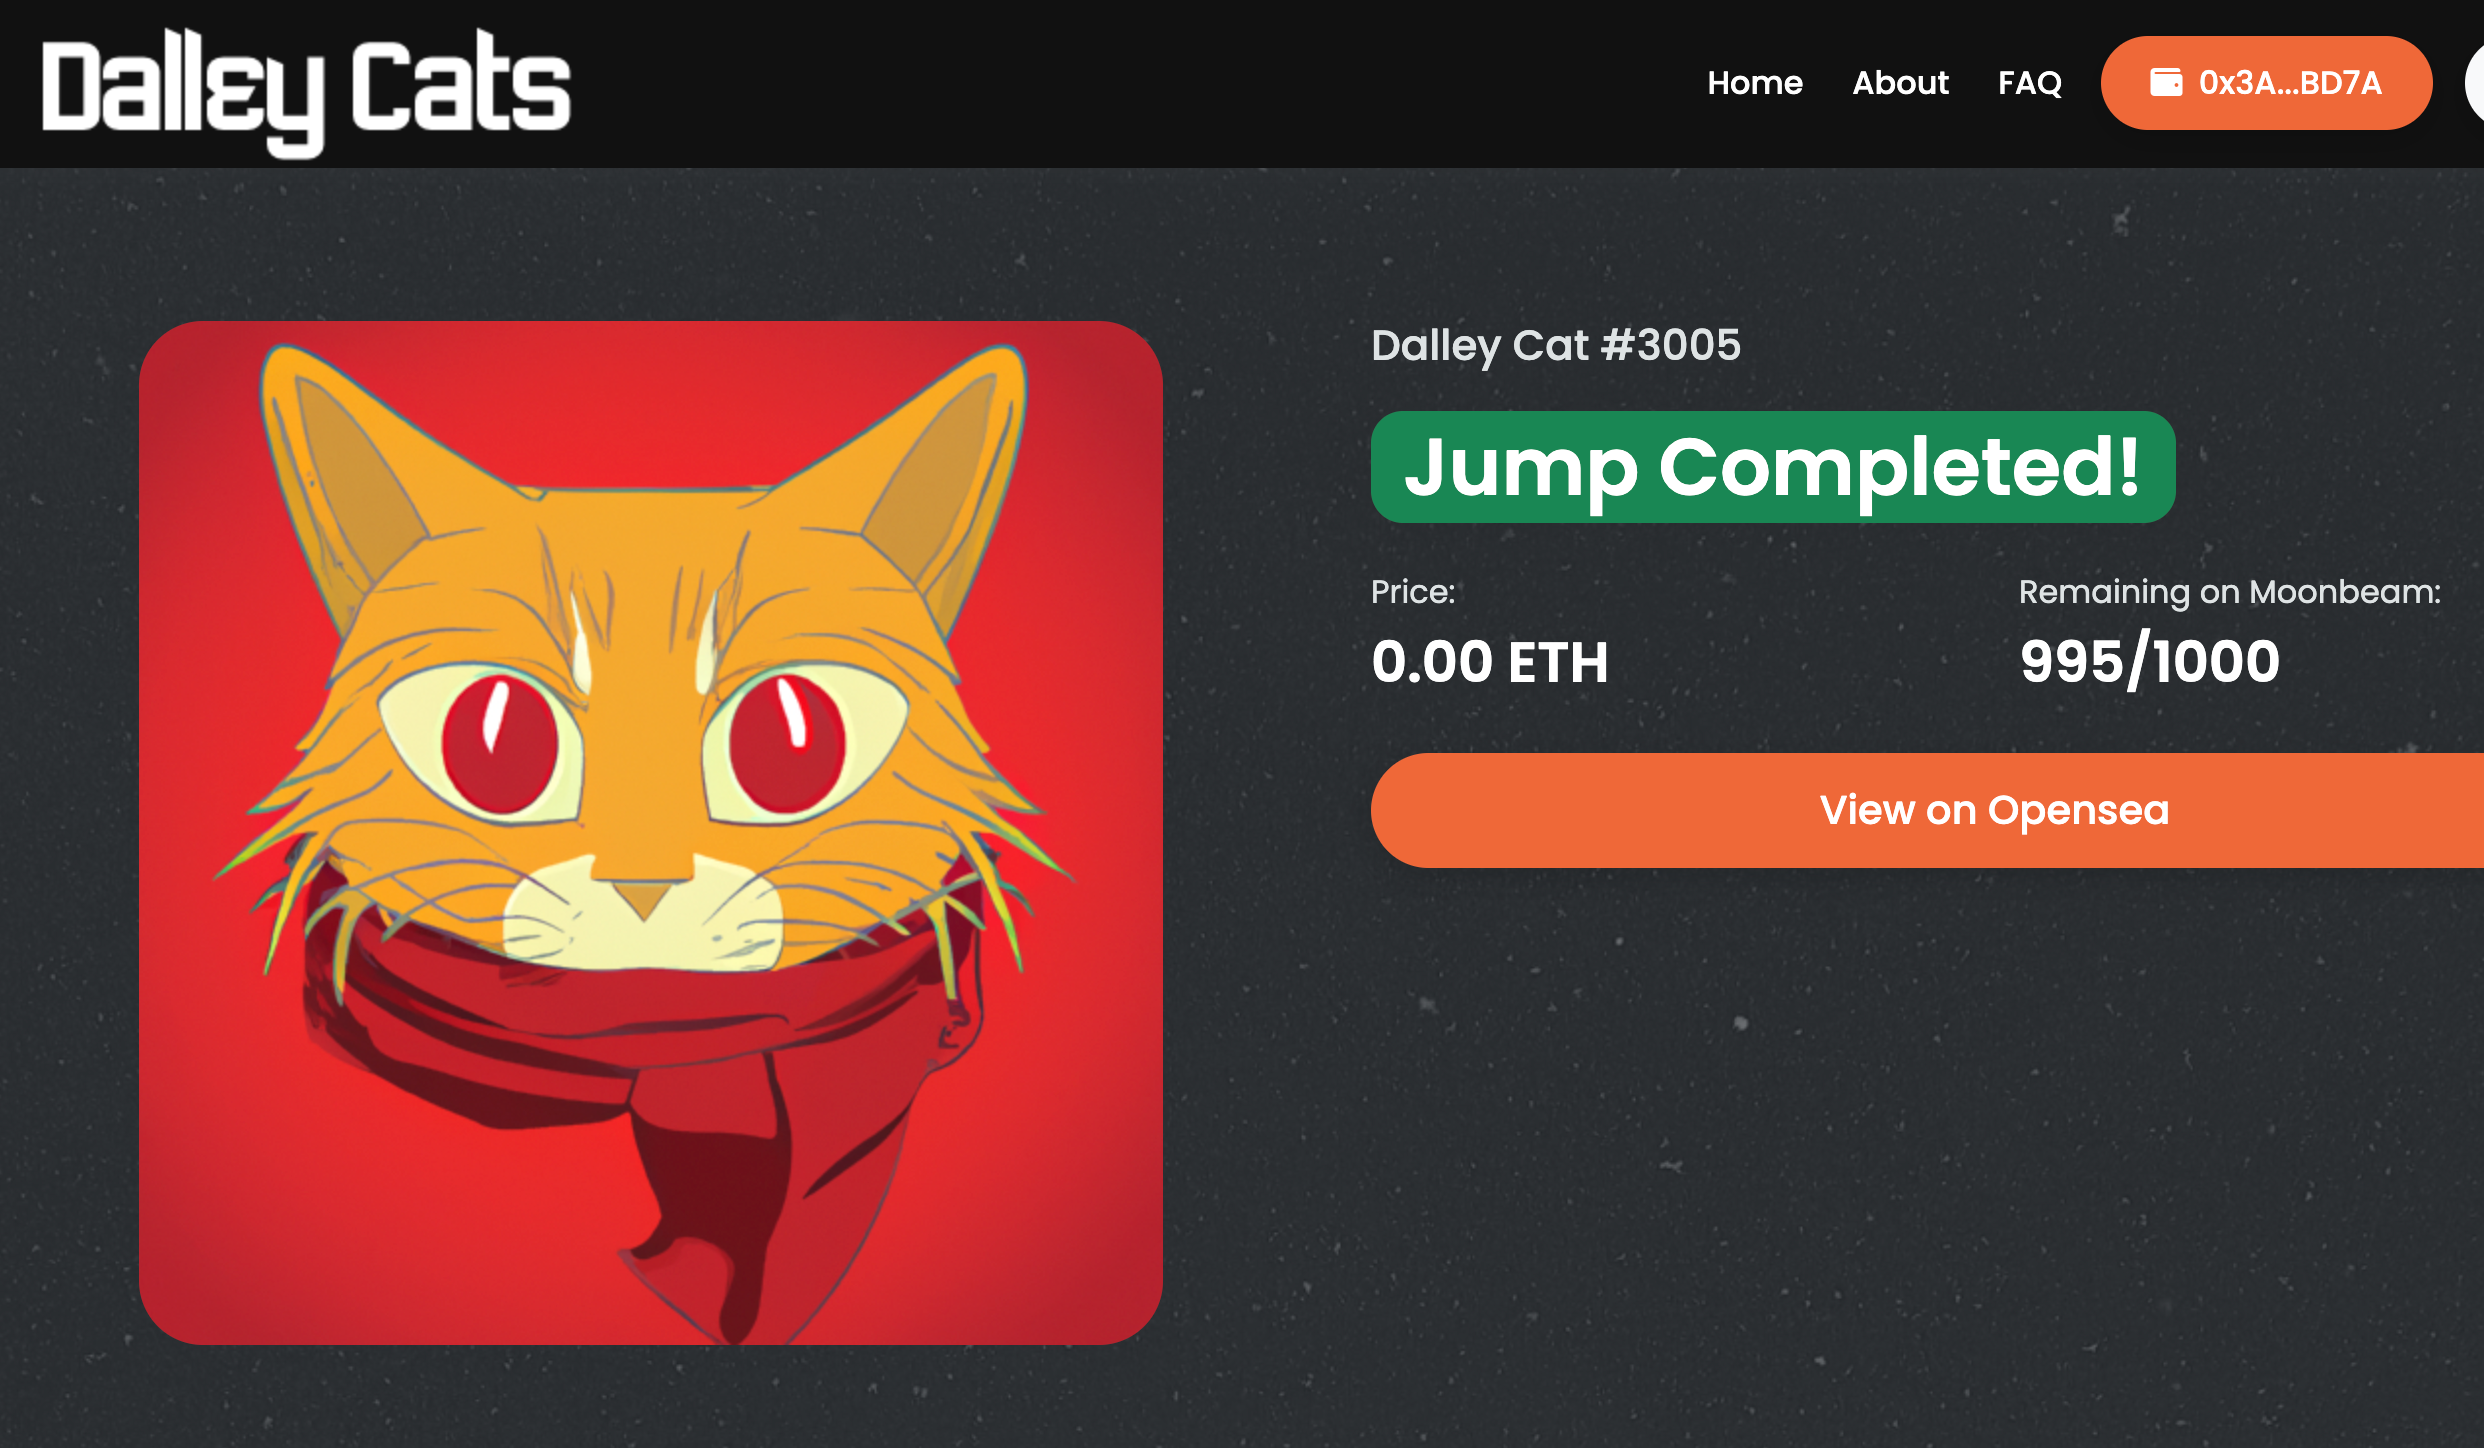 Dalley Cats
Home About FAQ 0x3A...BD7A
Dalley Cat #3005
Jump Completed!
Price: Remaining on Moonbeam:
0.00 ETH 995/1000
View on Opensea